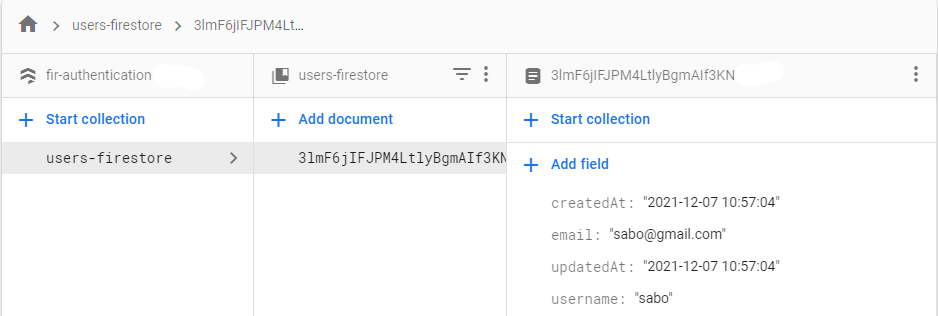 users-firestore
3lmF6jIFJPM4Lt...
fir-authentication
users-firestore
3lmF6jIFJPM4LtlyBgmAIf3KN
Start collection
Add document
Start collection
users-firestore
3lmF6jIFJPM4LtlyBgmAIf3KN
Add field
createdAt: "2021-12-07 10:57:04"
email: "sabo@gmail.com"
updatedAt: "2021-12-07 10:57:04"
username: "sabo"